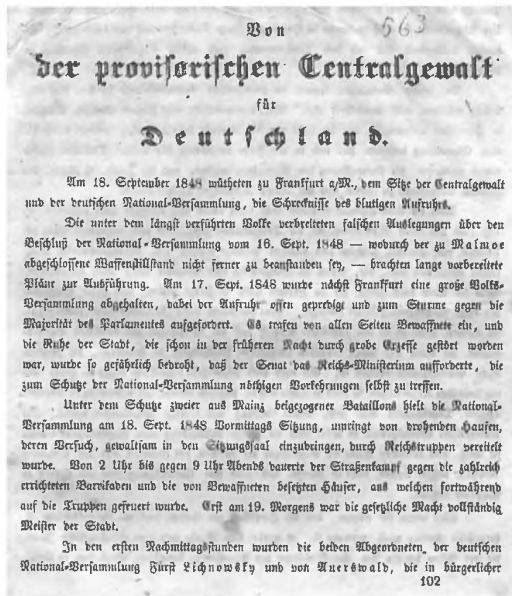 563
Von
der provisorischen Centralgewalt
für
Deutschland.
Am 18. September 1848 wütheten zu Frankfurt a/M., dem Sitze der Centralgewalt
und der deutschen National-Versammlung, die Schrecknisse des blutigen Aufruhrs.
Die unter dem längst verführten Volke verbreiteten falschen Auslegungen über den
Beschluß der National-Versammlung vom 16. Sept. 1848 — wodurch der zu Malmoe
abgeschlossene Waffenstillstand nicht ferner zu beanstanden sey, — brachten lange vorbereitete
Pläne zur Ausführung. Am 17. Sept. 1848 wurde nächst Frankfurt eine große Volks-
Versammlung abgehalten, dabei der Aufruhr offen gepredigt und zum Sturme gegen die
Majorität des Parlamentes aufgefordert. Es trafen von allen Seiten Bewaffnete ein, und
die Ruhe der Stadt, die schon in der früheren Nacht durch grobe Exzesse gestört worden
war, wurde so gefährlich bedroht, daß der Senat das Reichs-Ministerium aufforderte, die
zum Schutze der National-Versammlung nöthigen Vorkehrungen selbst zu treffen.
Unter dem Schutze zweier aus Mainz beigezogener Bataillons hielt die National-
Versammlung am 18. Sept. 1848 Vormittags Sitzung, umringt von drohenden Haufen,
deren Versuch, gewaltsam in den Sitzungssaal einzubringen, durch Reichstruppen vereitelt
wurde. Von 2 Uhr bis gegen 9 Uhr Abends dauerte der Straßenkampf gegen die zahlreich
errichteten Barrikaden und die von Bewaffneten besetzten Häuser, aus welchen fortwährend
auf die Truppen gefeuert wurde. Erst am 19. Morgens war die gesetzliche Macht vollständig
Meister der Stadt.
In den ersten Nachmittagsstunden wurden die beiden Abgeordneten der deutschen
National-Versammlung Fürst Lichnowsky und von Auerswald, die in bürgerlicher
102